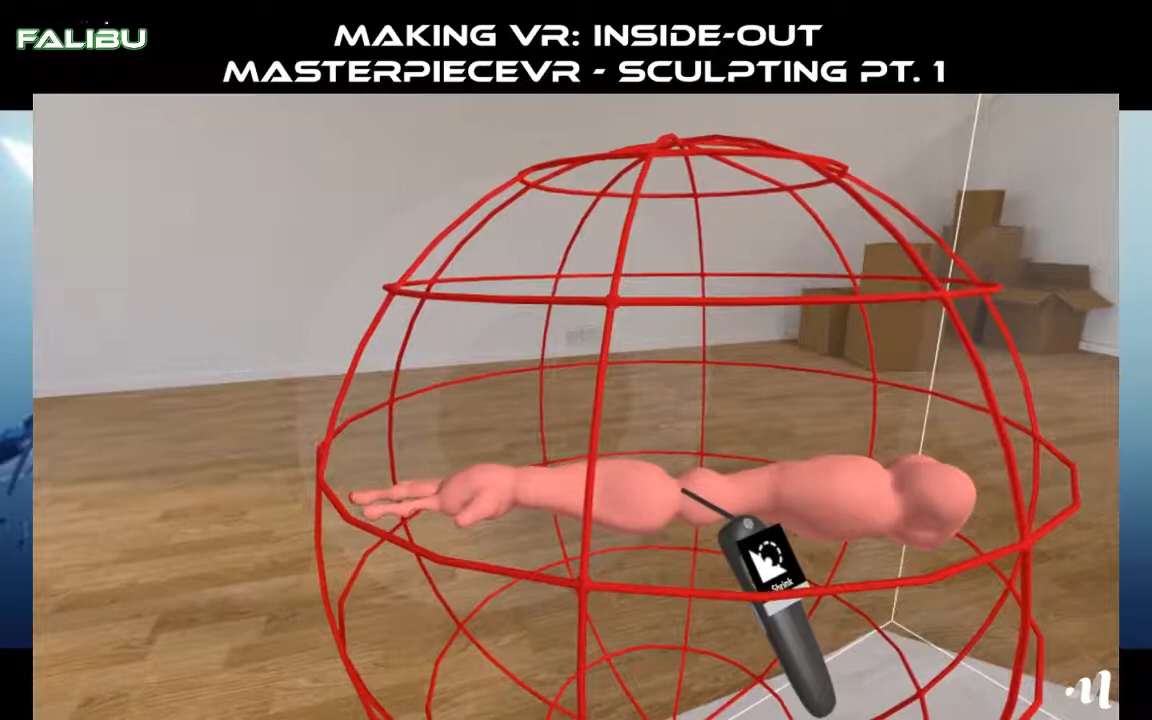 FALIBU
MAKING VR: INSIDE-OUT
MASTERPIECEVR - SCULPTING PT. 1
Shrink